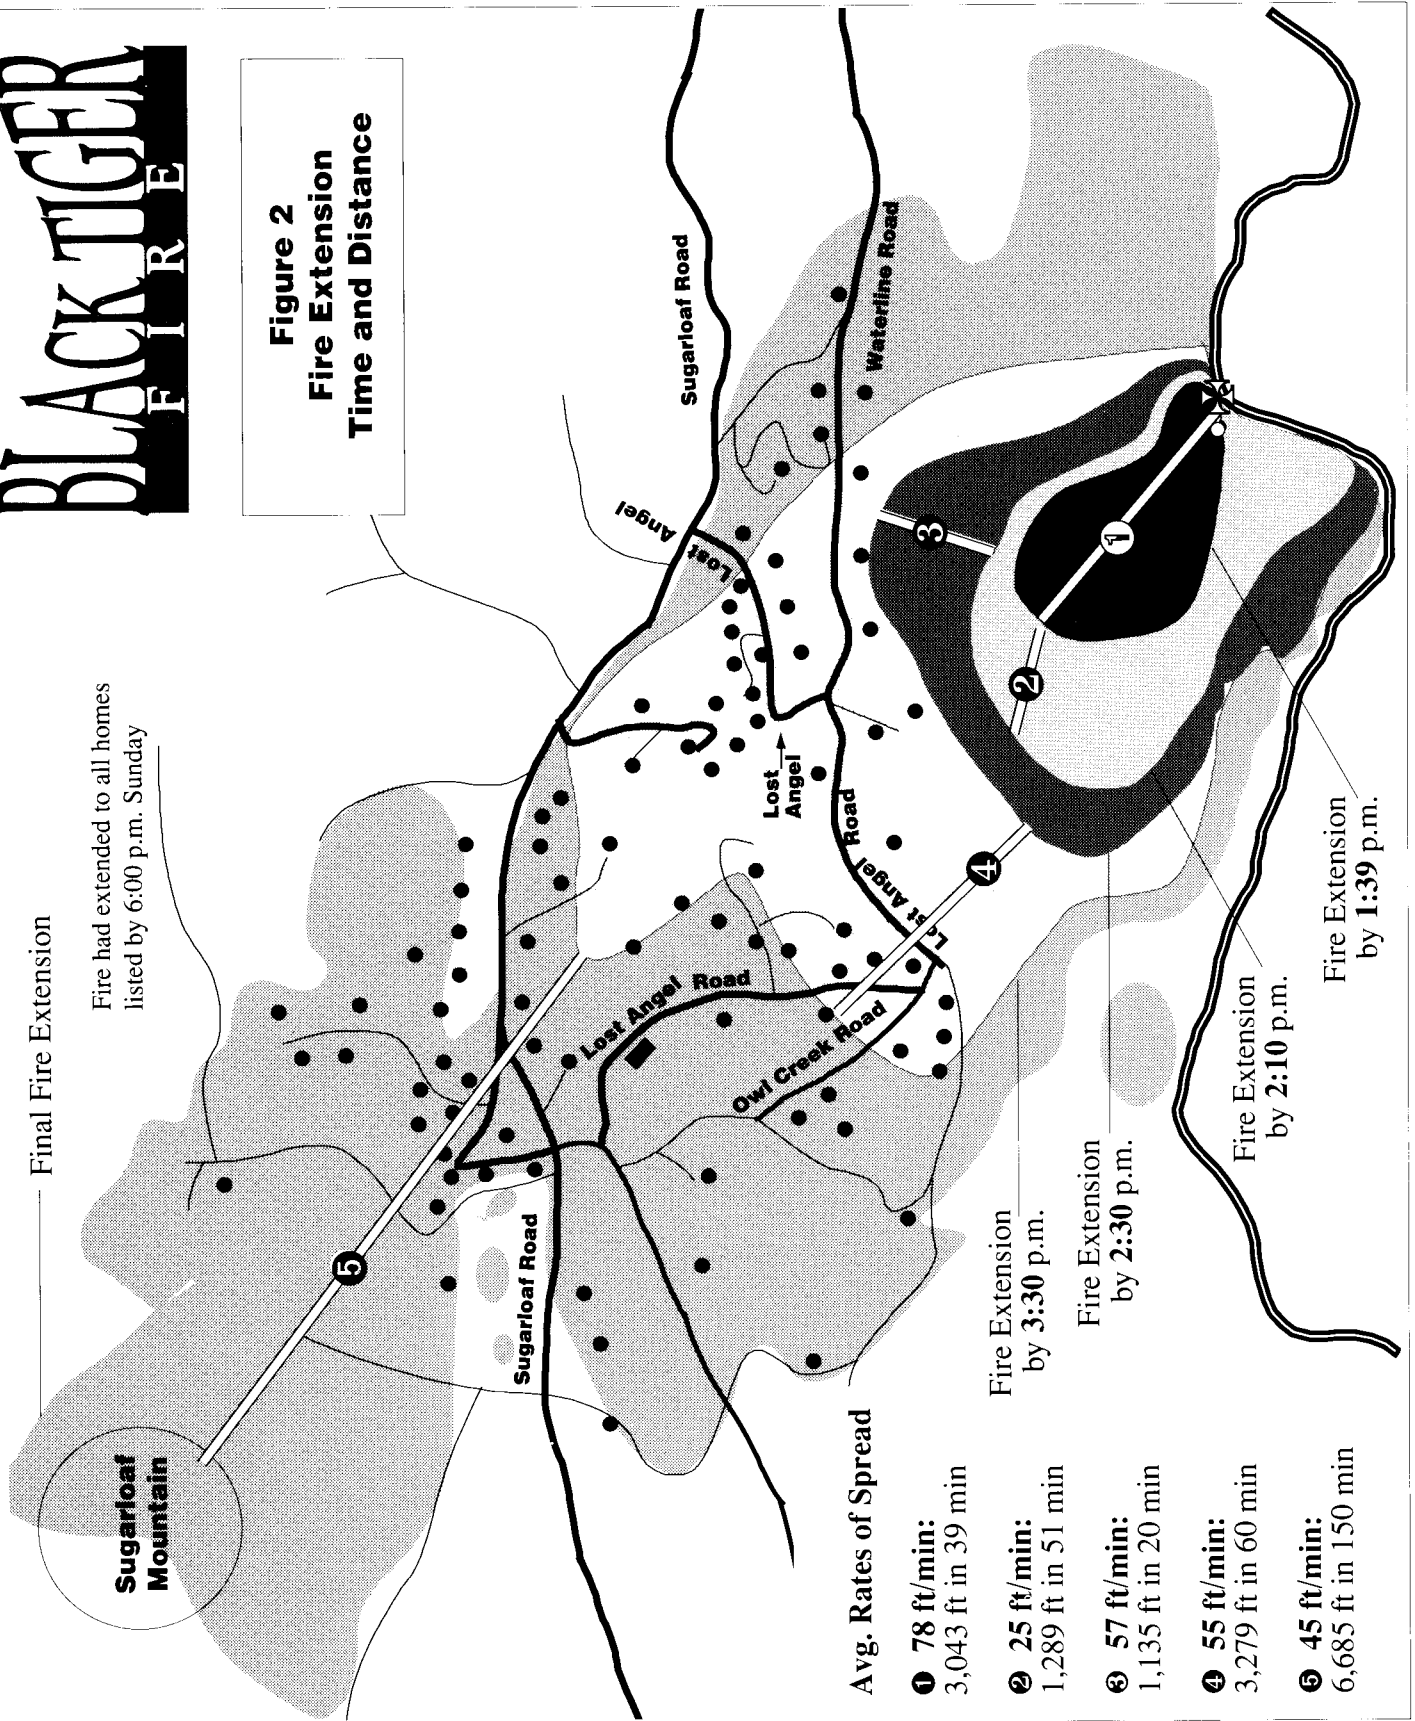 BLACK TIGER
FIRE
Figure 2
Fire Extension
Time and Distance
Final Fire Extension
Fire had extended to all homes
listed by 6:00 p.m. Sunday
Sugarloaf
Mountain
Sugarloaf Road
Sugarloaf Road
Waterline Road
Lost Angel
Lost
Angel
Lost Angel Road
Lost Angel Road
Owl Creek Road
1
2
3
4
5
Fire Extension
by 3:30 p.m.
Fire Extension
by 2:30 p.m.
Fire Extension
by 2:10 p.m.
Fire Extension
by 1:39 p.m.
Avg. Rates of Spread
1 78 ft/min:
3,043 ft in 39 min
2 25 ft/min:
1,289 ft in 51 min
3 57 ft/min:
1,135 ft in 20 min
4 55 ft/min:
3,279 ft in 60 min
5 45 ft/min:
6,685 ft in 150 min